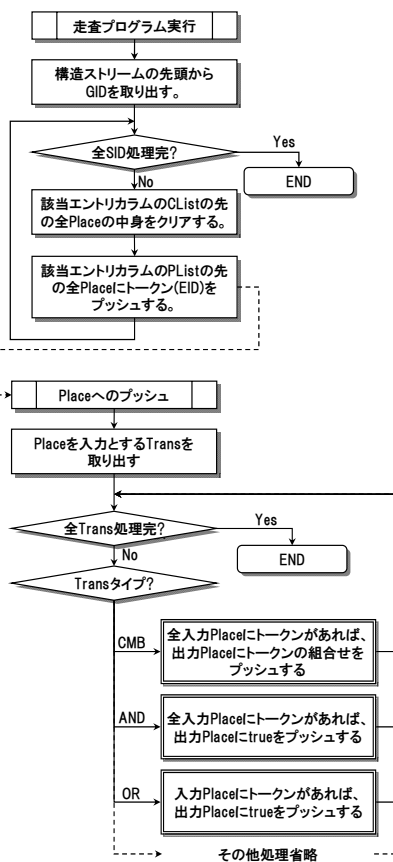 走査プログラム実行
構造ストリームの先頭から
GIDを取り出す。
全SID処理完?
Yes
END
No
該当エントリカラムのCListの先
の全Placeの中身をクリアする。
該当エントリカラムのPListの先
の全Placeにトークン(EID)を
プッシュする。
Placeへのプッシュ
Placeを入力とするTransを
取り出す
全Trans処理完?
Yes
END
No
Transタイプ?
CMB
全入力Placeにトークンがあれば、
出力Placeにトークンの組合せを
プッシュする
AND
全入力Placeにトークンがあれば、
出力Placeにtrueをプッシュする
OR
入力Placeにトークンがあれば、
出力Placeにtrueをプッシュする
その他処理省略